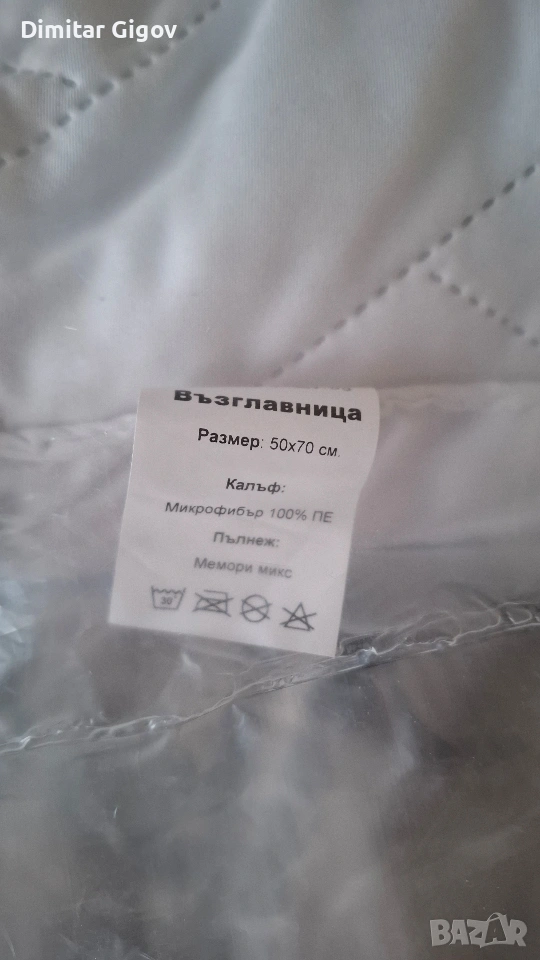 Dimitar Gigov
Възглавница
Размер: 50x70 см.
Калъф:
Микрофибър 100% ПЕ
Пълнеж:
Мемори микс
30
BAZAR